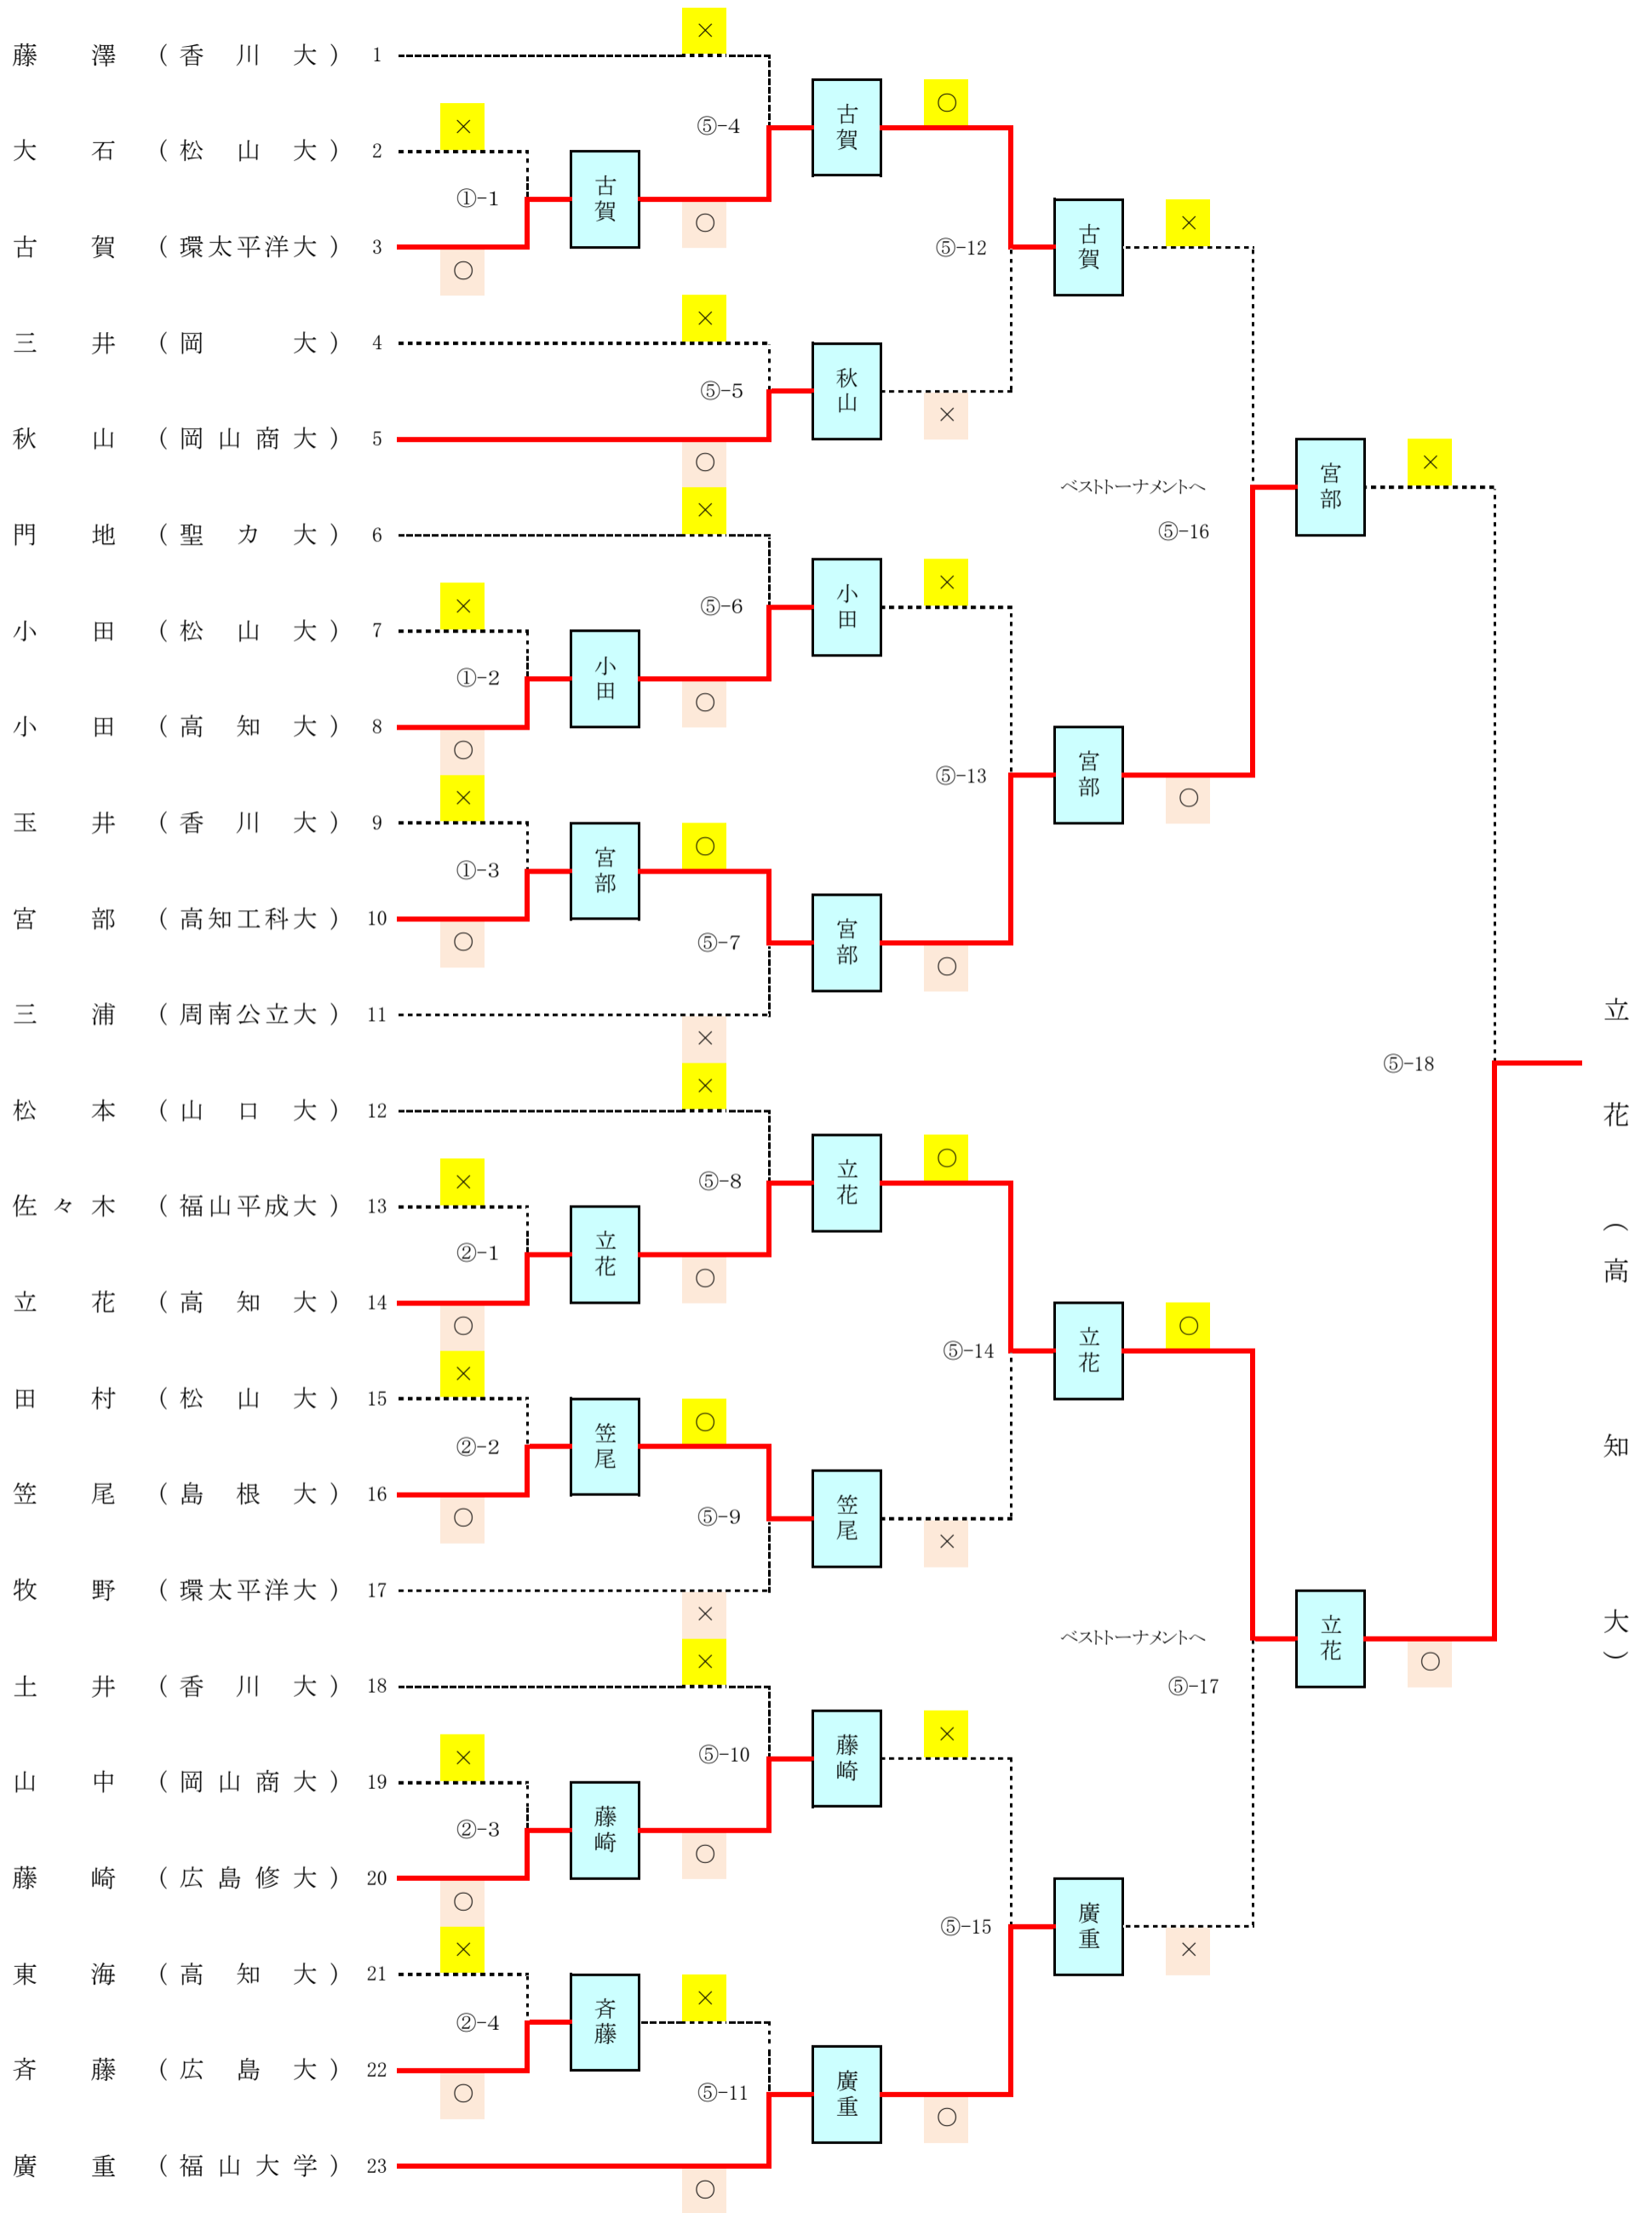 藤澤（香川大）1
大石（松山大）2
古賀（環太平洋大）3
三井（岡　大）4
秋山（岡山商大）5
門地（聖カ大）6
小田（松山大）7
小田（高知大）8
玉井（香川大）9
宮部（高知工科大）10
三浦（周南公立大）11
松本（山口大）12
佐々木（福山平成大）13
立花（高知大）14
田村（松山大）15
笠尾（島根大）16
牧野（環太平洋大）17
土井（香川大）18
山中（岡山商大）19
藤崎（広島修大）20
東海（高知大）21
斉藤（広島大）22
廣重（福山大学）23
×
①-1
○
×
①-2
○
×
①-3
○
×
②-1
○
×
②-2
○
×
②-3
○
×
②-4
○
古賀
小田
宮部
立花
笠尾
藤崎
斉藤
×
⑤-4
○
×
⑤-5
○
×
⑤-6
○
○
⑤-7
×
×
⑤-8
○
○
⑤-9
×
×
⑤-10
○
×
⑤-11
○
古賀
秋山
小田
宮部
立花
笠尾
藤崎
廣重
○
⑤-12
×
×
⑤-13
○
○
⑤-14
×
×
⑤-15
○
古賀
宮部
立花
廣重
×
ベストトーナメントへ
⑤-16
○
○
ベストトーナメントへ
⑤-17
×
宮部
立花
×
⑤-18
○
立花（高知大）